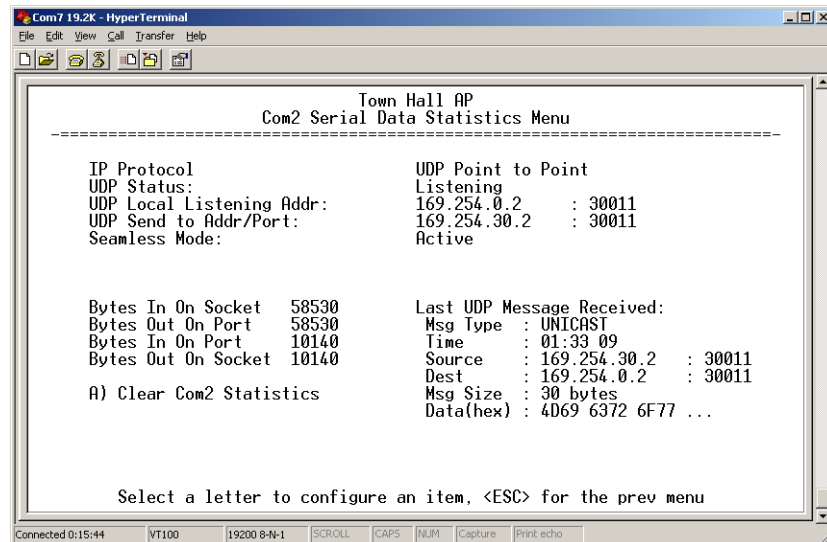 Com7 19.2K - HyperTerminal
File Edit View Call Transfer Help
Town Hall AP
Com2 Serial Data Statistics Menu
-==========================================================================-
IP Protocol UDP Point to Point
UDP Status: Listening
UDP Local Listening Addr: 169.254.0.2 : 30011
UDP Send to Addr/Port: 169.254.30.2 : 30011
Seamless Mode: Active
Bytes In On Socket 58530 Last UDP Message Received:
Bytes Out On Port 58530 Msg Type : UNICAST
Bytes In On Port 10140 Time : 01:33 09
Bytes Out On Socket 10140 Source : 169.254.30.2 : 30011
Dest : 169.254.0.2 : 30011
A) Clear Com2 Statistics Msg Size : 30 bytes
Data(hex) : 4D69 6372 6F77 ...
Select a letter to configure an item, <ESC> for the prev menu
Connected 0:15:44 VT100 19200 8-N-1 SCROLL CAPS NUM Capture Print echo